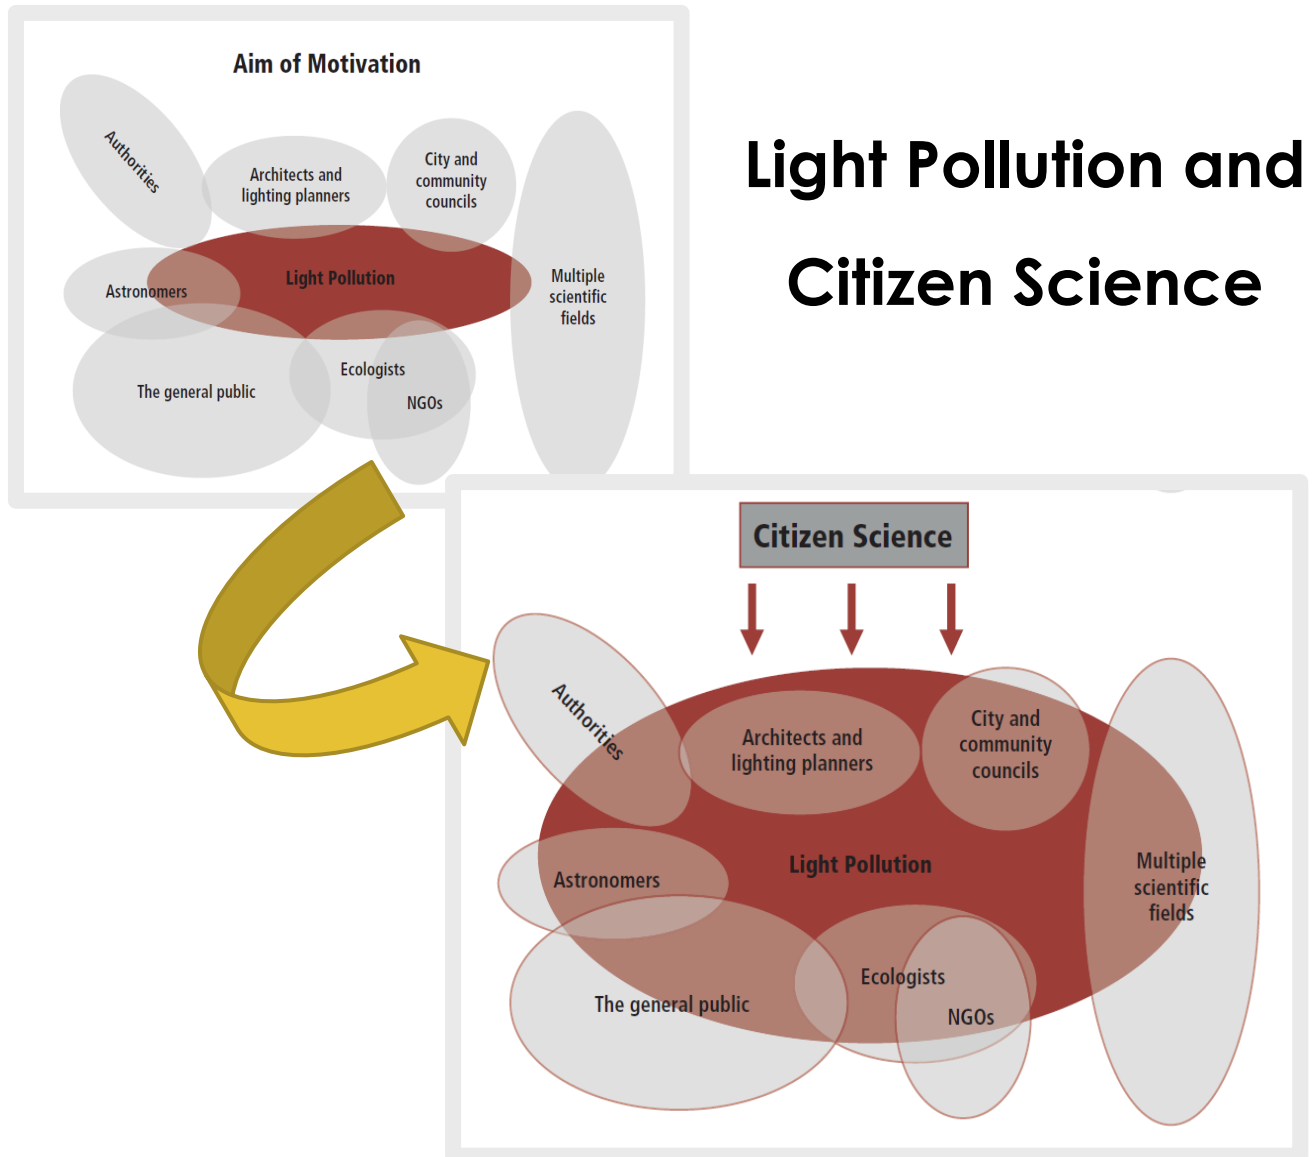 Aim of Motivation
Authorities
Architects and
lighting planners
City and
community
councils
Astronomers
Light Pollution
Multiple
scientific
fields
The general public
Ecologists
NGOs
Light Pollution and
Citizen Science
Citizen Science
Authorities
Architects and
lighting planners
City and
community
councils
Astronomers
Light Pollution
Multiple
scientific
fields
The general public
Ecologists
NGOs